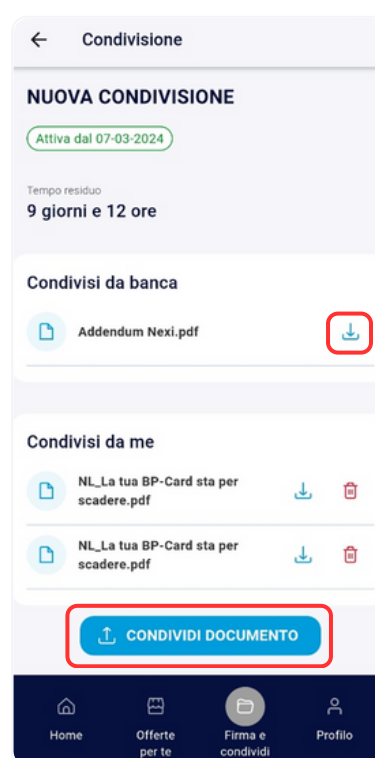 Condivisione
NUOVA CONDIVISIONE
Attiva dal 07-03-2024
Tempo residuo
9 giorni e 12 ore
Condivisi da banca
Addendum Nexi.pdf
Condivisi da me
NL_La tua BP-Card sta per
scadere.pdf
NL_La tua BP-Card sta per
scadere.pdf
CONDIVIDI DOCUMENTO
Home
Offerte
per te
Firma e
condividi
Profilo